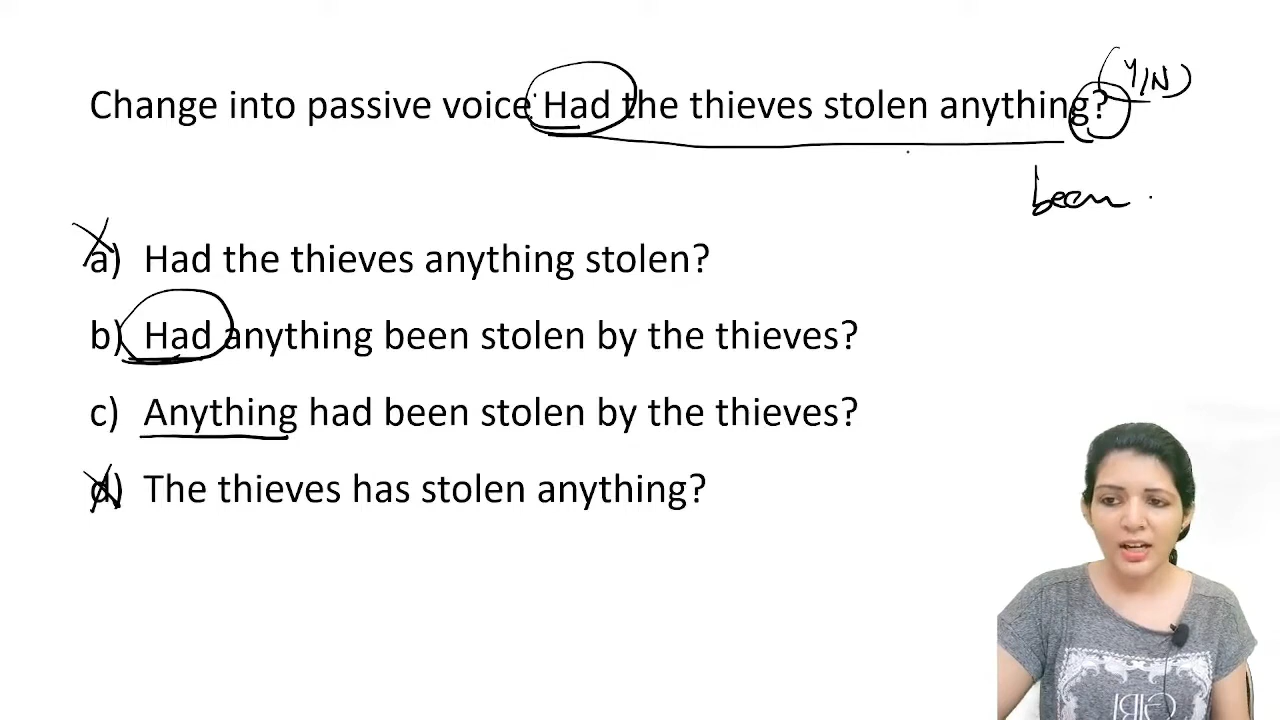 (Y/N)
Change into passive voice Had the thieves stolen anything?
been
a) Had the thieves anything stolen?
b) Had anything been stolen by the thieves?
c) Anything had been stolen by the thieves?
d) The thieves has stolen anything?